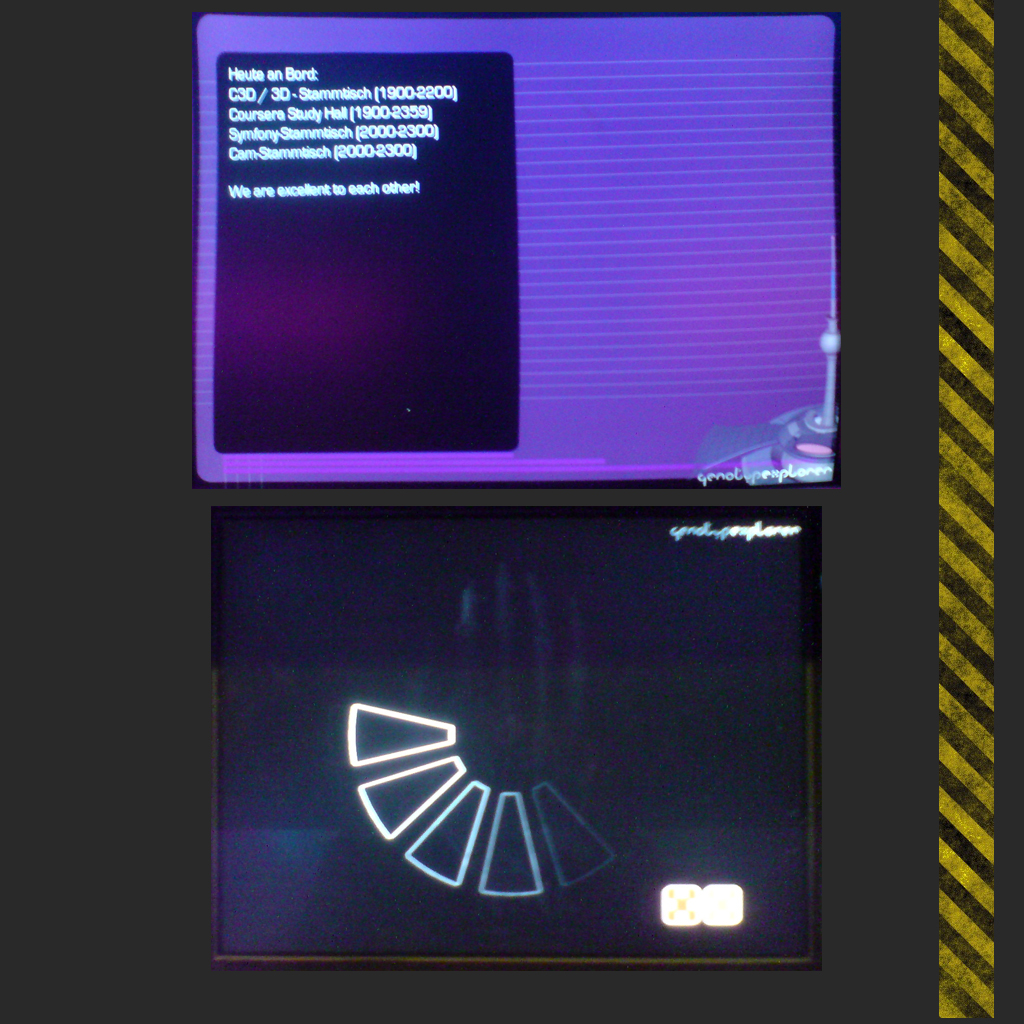 Heute an Bord:
C3D / 3D - Stammtisch (1900-2200)
Coursera Study Hall (1900-2359)
Symfony-Stammtisch (2000-2300)
Cam-Stammtisch (2000-2300)
We are excellent to each other!
genotypexplorer
genotypexplorer